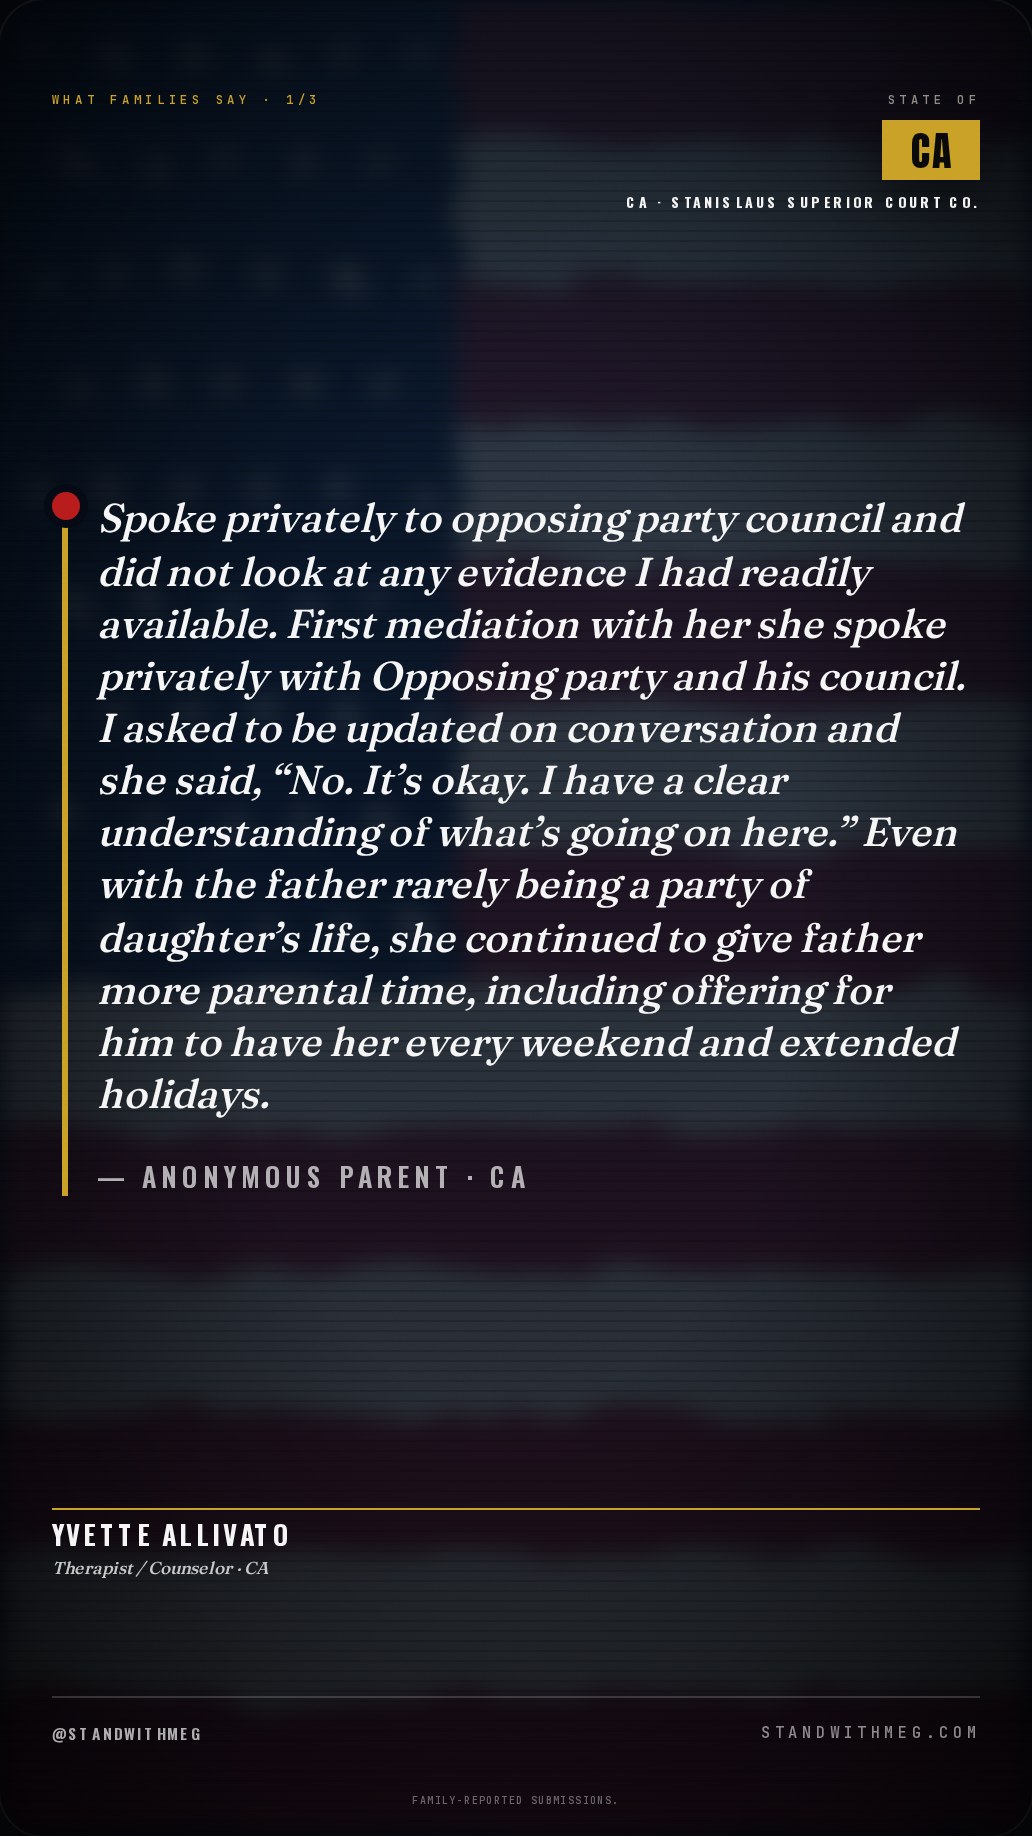 WHAT FAMILIES SAY · 1/3
STATE OF
CA
CA · STANISLAUS SUPERIOR COURT CO.
Spoke privately to opposing party council and
did not look at any evidence I had readily
available. First mediation with her she spoke
privately with Opposing party and his council.
I asked to be updated on conversation and
she said, “No. It’s okay. I have a clear
understanding of what’s going on here.” Even
with the father rarely being a party of
daughter’s life, she continued to give father
more parental time, including offering for
him to have her every weekend and extended
holidays.
— ANONYMOUS PARENT · CA
YVETTE ALLIVATO
Therapist / Counselor · CA
@STANDWITHMEG
STANDWITHMEG.COM
FAMILY-REPORTED SUBMISSIONS.